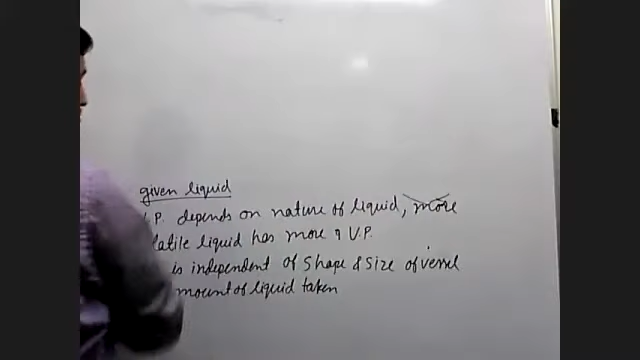 given liquid
.P. depends on nature of liquid, more
latile liquid has more V.P.
is independent of Shape & Size of vessel
mount of liquid taken